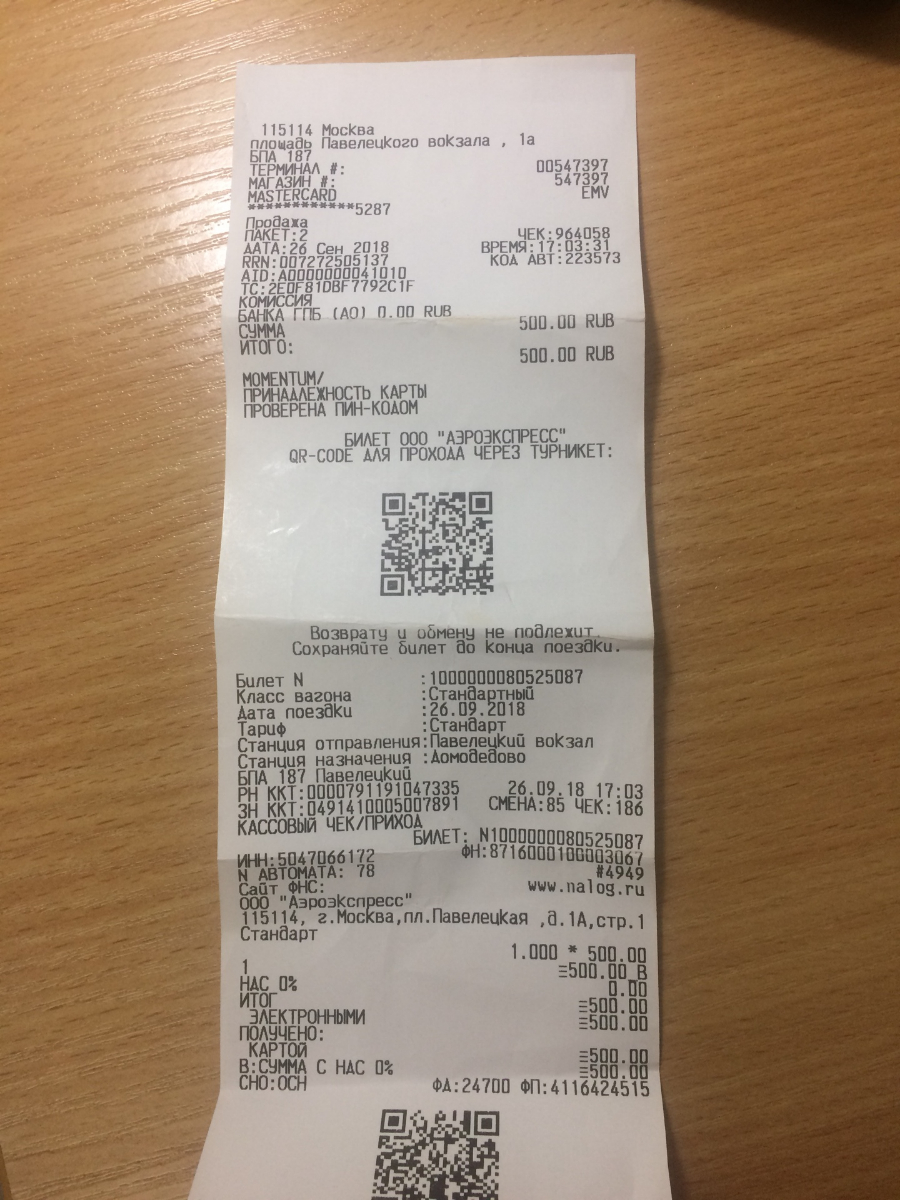 115114 Москва
площадь Павелецкого вокзала , 1а
БПА 187
ТЕРМИНАЛ #: 00547397
МАГАЗИН #: 547397
MASTERCARD EMV
************5287
Продажа
ПАКЕТ:2 ЧЕК:964058
ДАТА:26 Сен 2018 ВРЕМЯ:17:03:31
RRN:007272505137 КОД АВТ:223573
AID:A0000000041010
TC:2E0F81DBF7792C1F
КОМИССИЯ
БАНКА ГПБ (АО) 0.00 RUB
СУММА 500.00 RUB
ИТОГО: 500.00 RUB
MOMENTUM/
ПРИНАДЛЕЖНОСТЬ КАРТЫ
ПРОВЕРЕНА ПИН-КОДОМ
БИЛЕТ ООО "АЭРОЭКСПРЕСС"
QR-CODE ДЛЯ ПРОХОДА ЧЕРЕЗ ТУРНИКЕТ:
Возврату и обмену не подлежит.
Сохраняйте билет до конца поездки.
Билет N :1000000080525087
Класс вагона :Стандартный
Дата поездки :26.09.2018
Тариф :Стандарт
Станция отправления:Павелецкий вокзал
Станция назначения :Домодедово
БПА 187 Павелецкий
РН ККТ:0000791191047335 26.09.18 17:03
ЗН ККТ:0491410005007891 СМЕНА:85 ЧЕК:186
КАССОВЫЙ ЧЕК/ПРИХОД
БИЛЕТ: N1000000080525087
ИНН:5047066172 ФН:8716000100003067
N АВТОМАТА: 78 #4949
Сайт ФНС: www.nalog.ru
ООО "Аэроэкспресс"
115114, г.Москва,пл.Павелецкая ,д.1А,стр.1
Стандарт
1.000 * 500.00
1 ≡500.00_В
НДС 0% 0.00
ИТОГ ≡500.00
ЭЛЕКТРОННЫМИ ≡500.00
ПОЛУЧЕНО:
КАРТОЙ ≡500.00
В:СУММА С НДС 0% ≡500.00
СНО:ОСН ФД:24700 ФП:4116424515